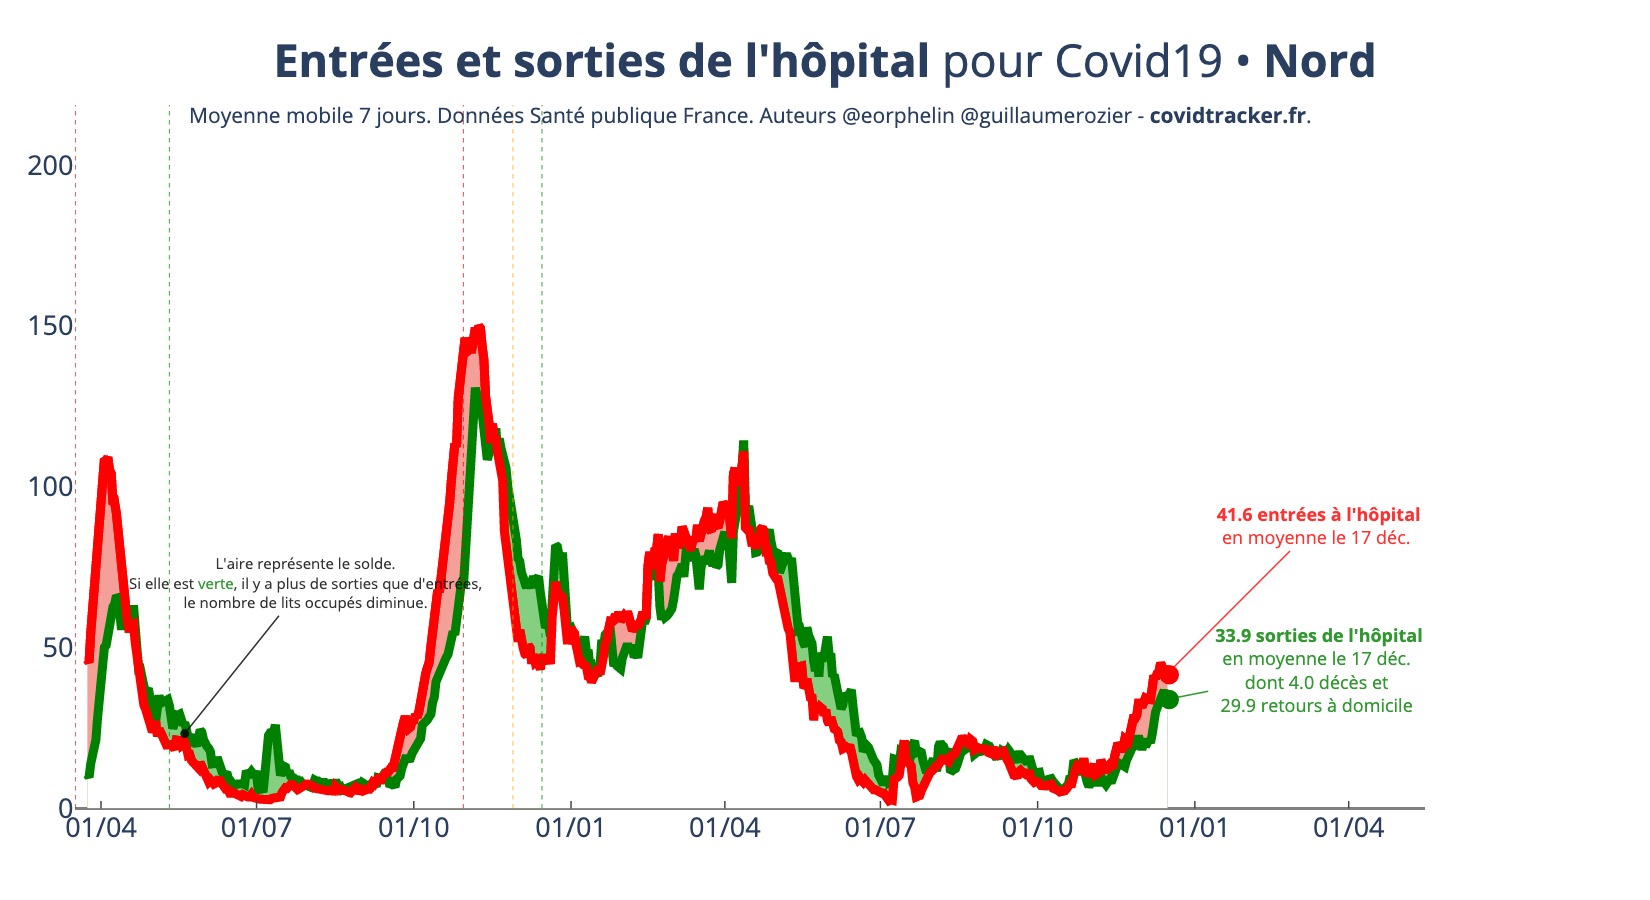 Entrées et sorties de l'hôpital pour Covid19 • Nord
Moyenne mobile 7 jours. Données Santé publique France. Auteurs @eorphelin @guillaumerozier - covidtracker.fr.
200
150
100
50
0
L'aire représente le solde.
Si elle est verte, il y a plus de sorties que d'entrées,
le nombre de lits occupés diminue.
41.6 entrées à l'hôpital
en moyenne le 17 déc.
33.9 sorties de l'hôpital
en moyenne le 17 déc.
dont 4.0 décès et
29.9 retours à domicile
01/04 01/07 01/10 01/01 01/04 01/07 01/10 01/01 01/04